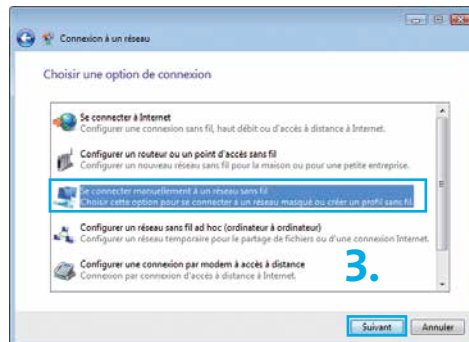 Connexion à un réseau
Choisir une option de connexion
Se connecter à Internet
Configurer une connexion sans fil, haut débit ou d'accès à distance à Internet.
Configurer un routeur ou un point d'accès sans fil
Configurer un nouveau réseau sans fil pour la maison ou pour une petite entreprise.
Se connecter manuellement à un réseau sans fil
Choisir cette option pour se connecter à un réseau masqué ou créer un profil sans fil.
Configurer un réseau sans fil ad hoc (ordinateur à ordinateur)
Configurer un réseau temporaire pour le partage de fichiers ou d'une connexion Internet.
Configurer une connexion par modem à accès à distance
Connexion par connexion d'accès à distance à Internet.
3.
Suivant
Annuler